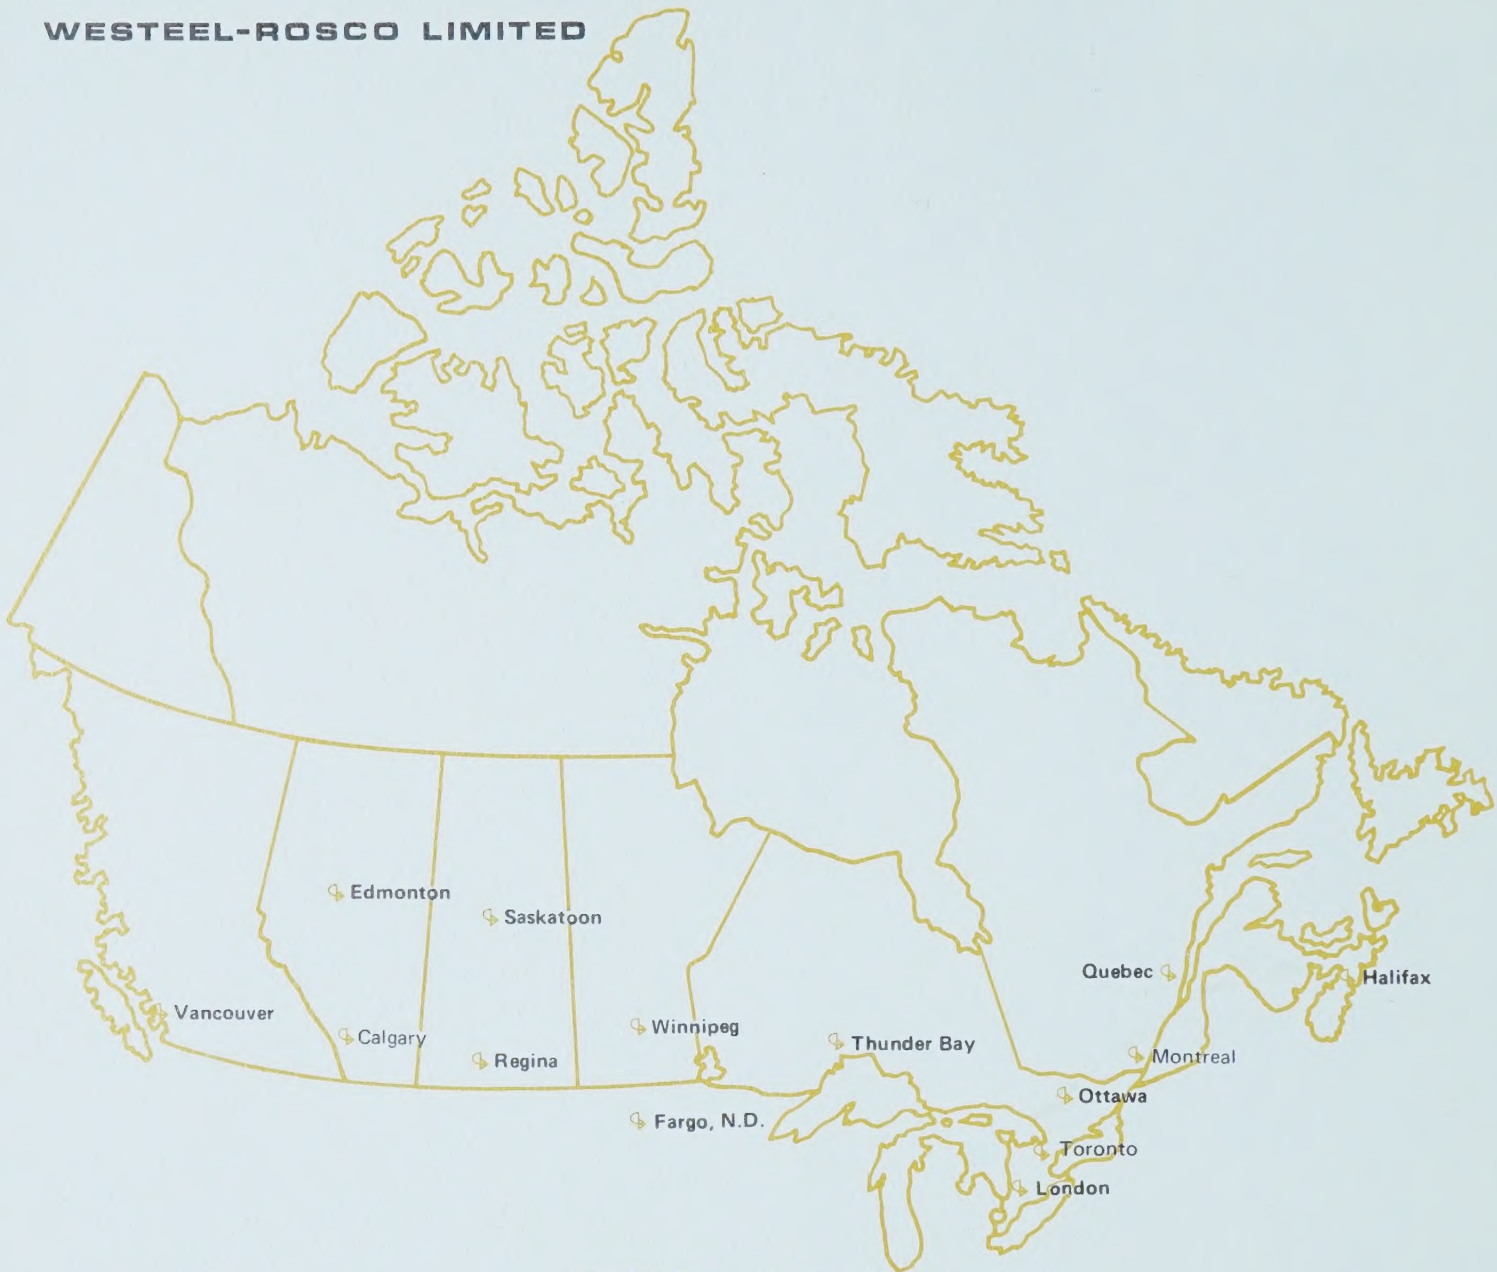 WESTEEL-ROSCO LIMITED
Edmonton
Saskatoon
Quebec
Halifax
Vancouver
Winnipeg
Calgary
Thunder Bay
Regina
Montreal
Ottawa
Fargo, N.D.
Toronto
London